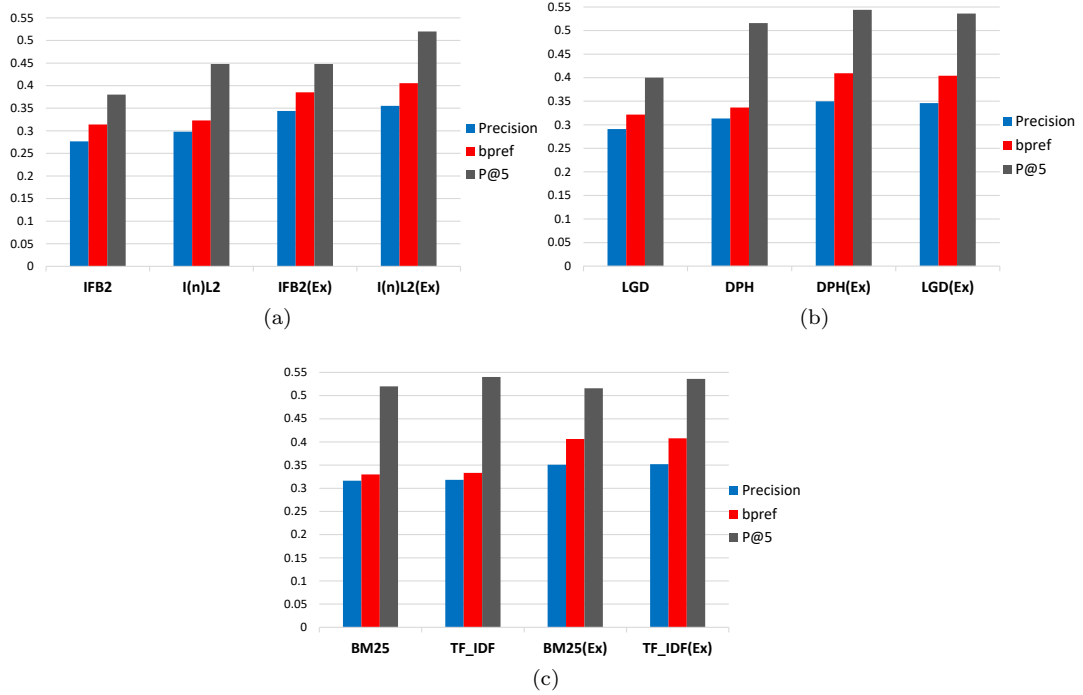 0.55
0.5
0.45
0.4
0.35
0.3
0.25
0.2
0.15
0.1
0.05
0
IFB2 I(n)L2 IFB2(Ex) I(n)L2(Ex)
Precision
bpref
P@5
(a)
0.55
0.5
0.45
0.4
0.35
0.3
0.25
0.2
0.15
0.1
0.05
0
LGD DPH DPH(Ex) LGD(Ex)
Precision
bpref
P@5
(b)
0.55
0.5
0.45
0.4
0.35
0.3
0.25
0.2
0.15
0.1
0.05
0
BM25 TF_IDF BM25(Ex) TF_IDF(Ex)
Precision
bpref
P@5
(c)